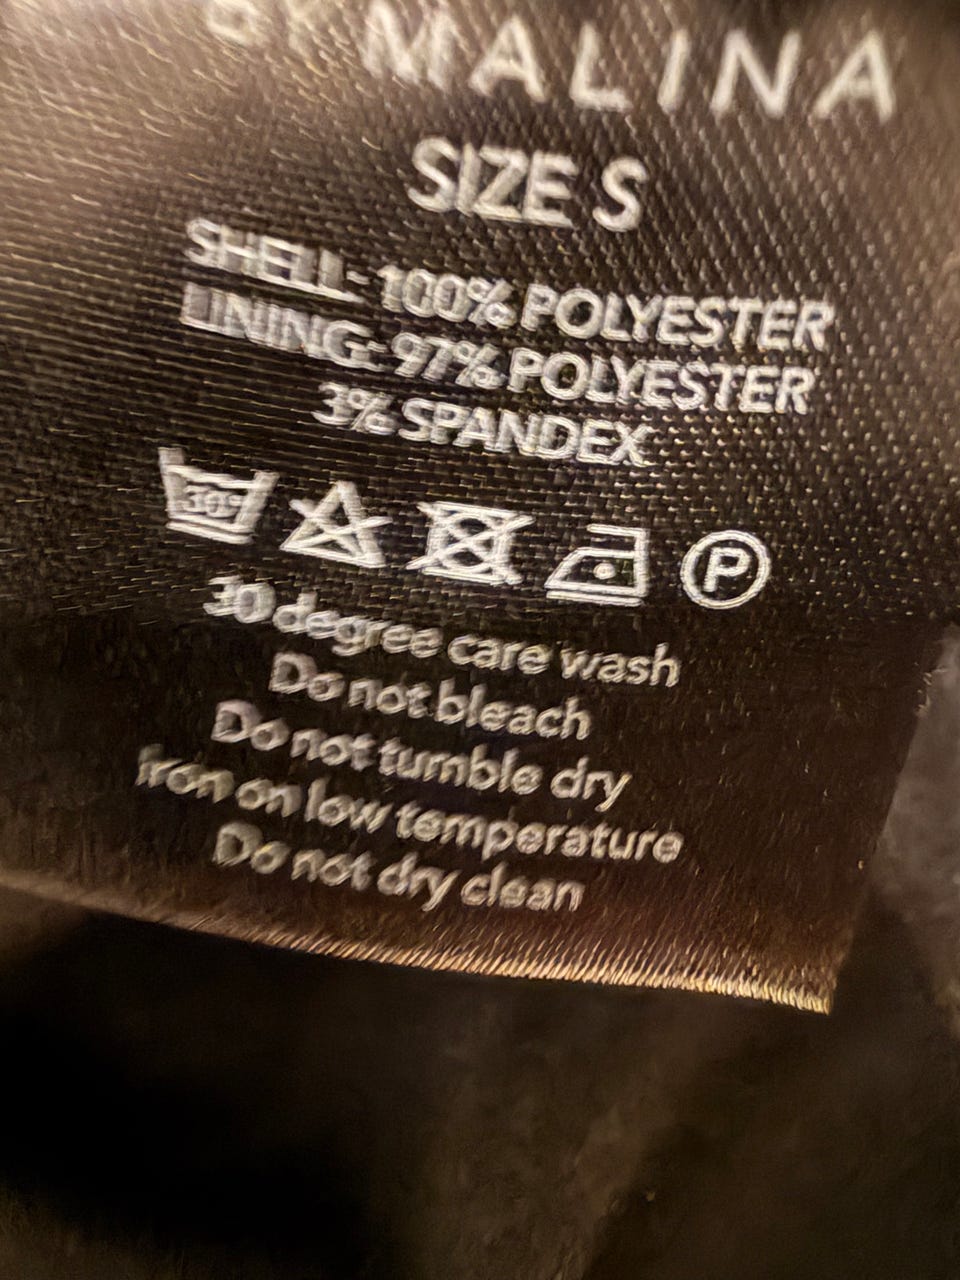 BY MALINA
SIZE S
SHELL- 100% POLYESTER
LINING: 97% POLYESTER
3% SPANDEX
30°
P
30 degree care wash
Do not bleach
Do not tumble dry
Iron on low temperature
Do not dry clean